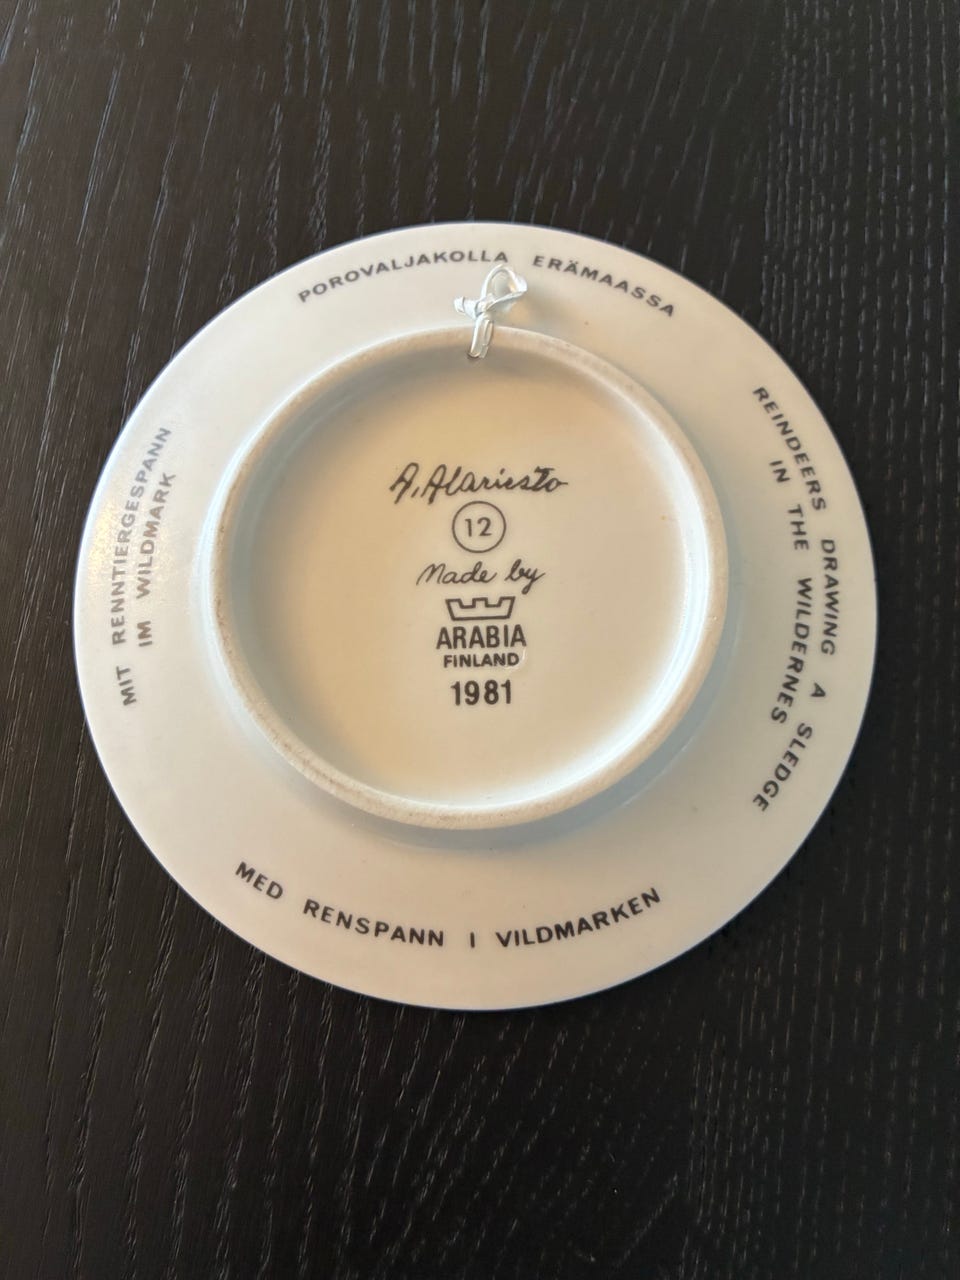 POROVALJAKOLLA ERÄMAASSA
REINDEERS DRAWING A SLEDGE
IN THE WILDERNES
MED RENSPANN I VILDMARKEN
MIT RENNTIERGESPANN
IM WILDMARK
A. Alariesto
12
Made by
ARABIA
FINLAND
1981